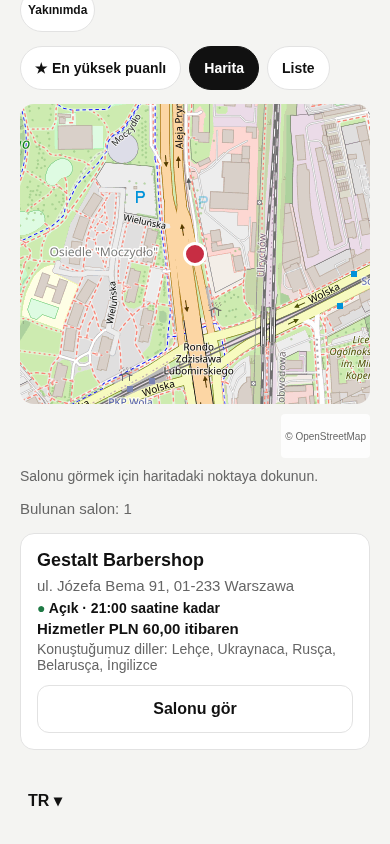 Yakınımda
★ En yüksek puanlı
Harita
Liste
Moczydło
Aleja Prym
P
P
Wieluńska
Osiedle "Moczydło"
Wieluńska
Ulrychów
Wolska
Rondo
Zdzisława
Lubomirskiego
Wolska
PKP Wola
obwodowa
Lice
Ogólnoks
im. Mi
Koper
© OpenStreetMap
Salonu görmek için haritadaki noktaya dokunun.
Bulunan salon: 1
Gestalt Barbershop
ul. Józefa Bema 91, 01-233 Warszawa
● Açık · 21:00 saatine kadar
Hizmetler PLN 60,00 itibaren
Konuştuğumuz diller: Lehçe, Ukraynaca, Rusça,
Belarusça, İngilizce
Salonu gör
TR ▾